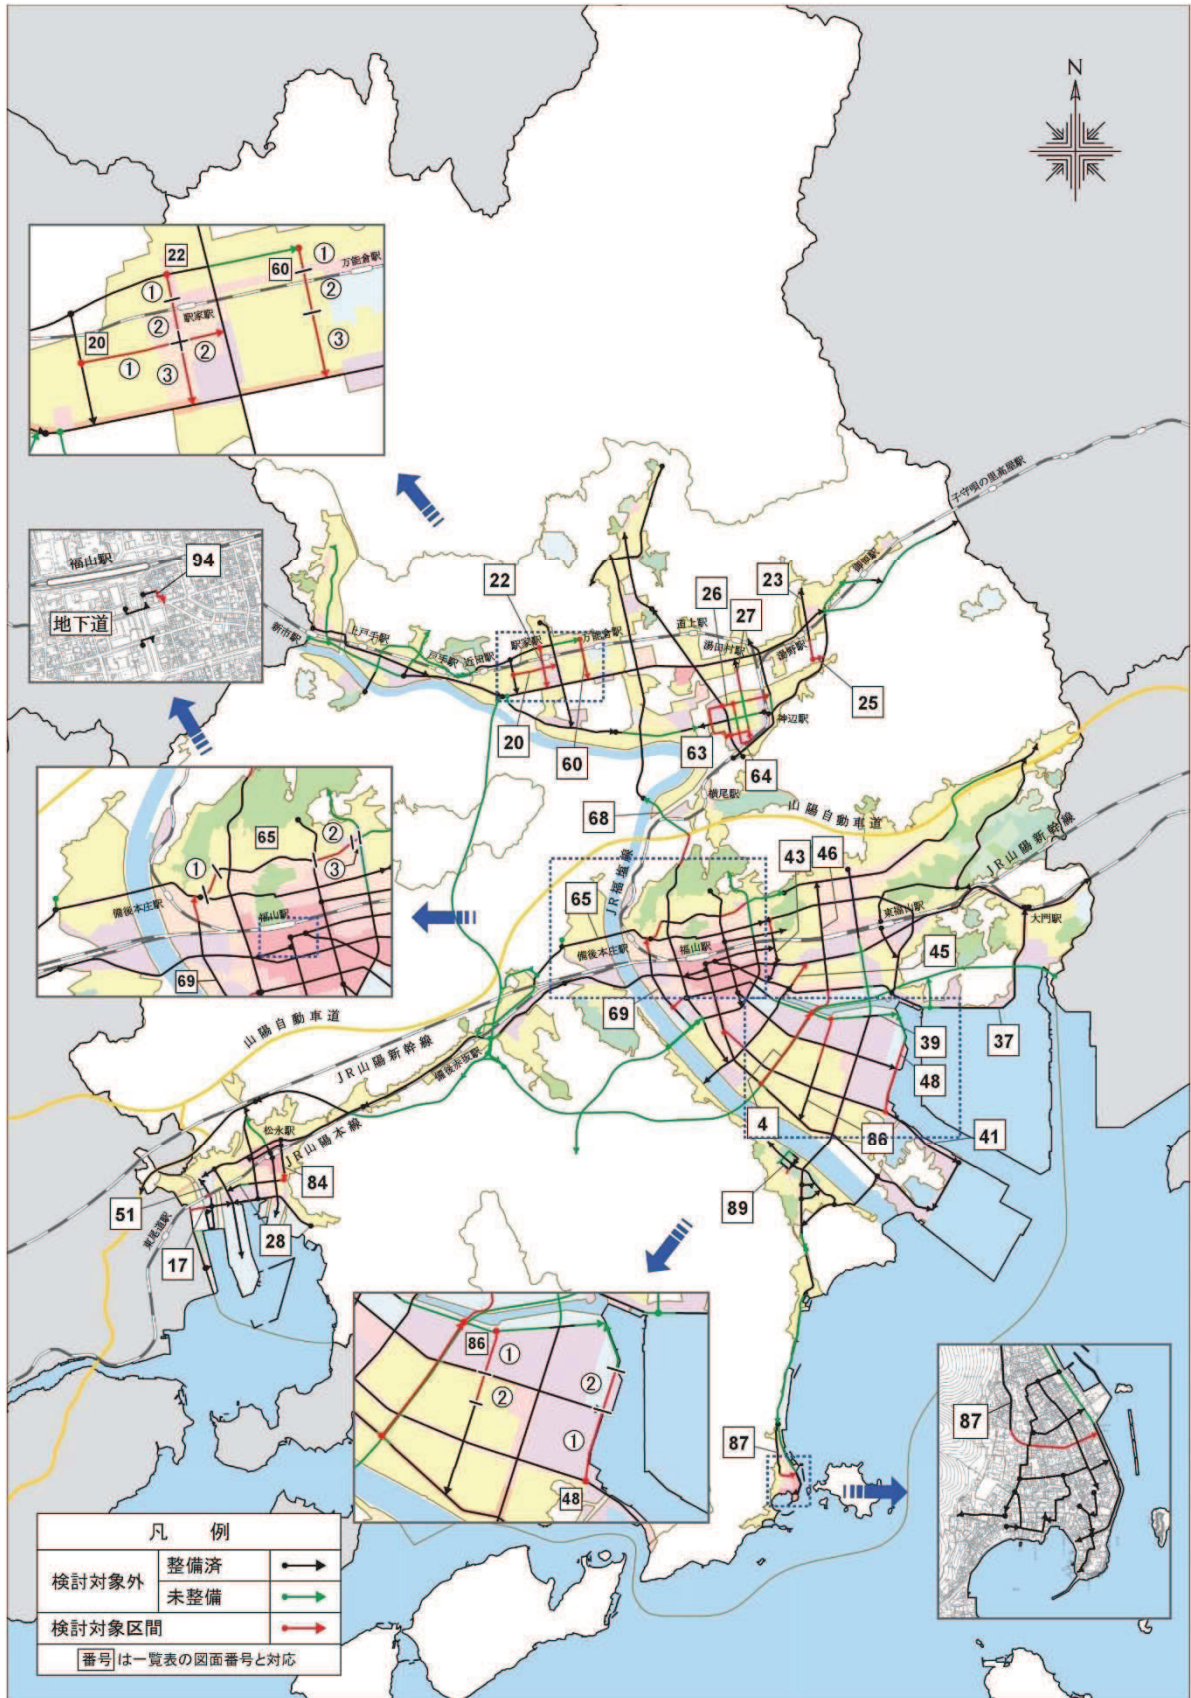 N
22
①
60
①
万能倉駅
②
駅家駅
②
②
20
①
③
③
子守唄の里高屋駅
福山駅
94
地下道
22
26
27
23
御領駅
新市駅
上戸手駅
戸手駅
近田駅
駅家駅
万能倉駅
道上駅
湯田村駅
湯野駅
25
20
60
63
神辺駅
64
横尾駅
68
山陽自動車道
JR福塩線
65
②
①
③
備後本庄駅
福山駅
69
65
43
46
JR山陽新幹線
備後本庄駅
福山駅
東福山駅
大門駅
45
69
39
37
48
山陽自動車道
JR山陽新幹線
備後赤坂駅
JR山陽本線
4
86
41
松永駅
84
89
51
東尾道駅
17
28
86
①
②
②
①
48
87
87
凡 例
検討対象外
整備済
未整備
検討対象区間
番号は一覧表の図面番号と対応